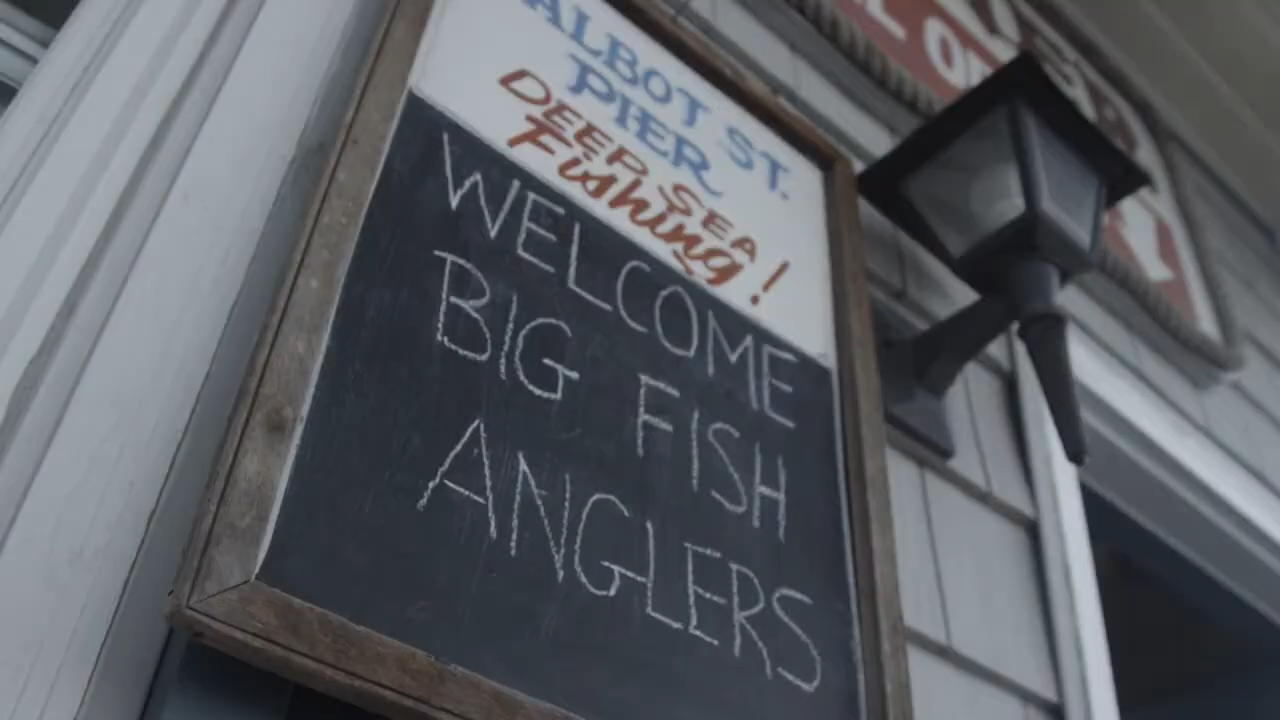 ALBOT ST.
PIER
DEEP SEA
Fishing!
WELCOME
BIG FISH
ANGLERS